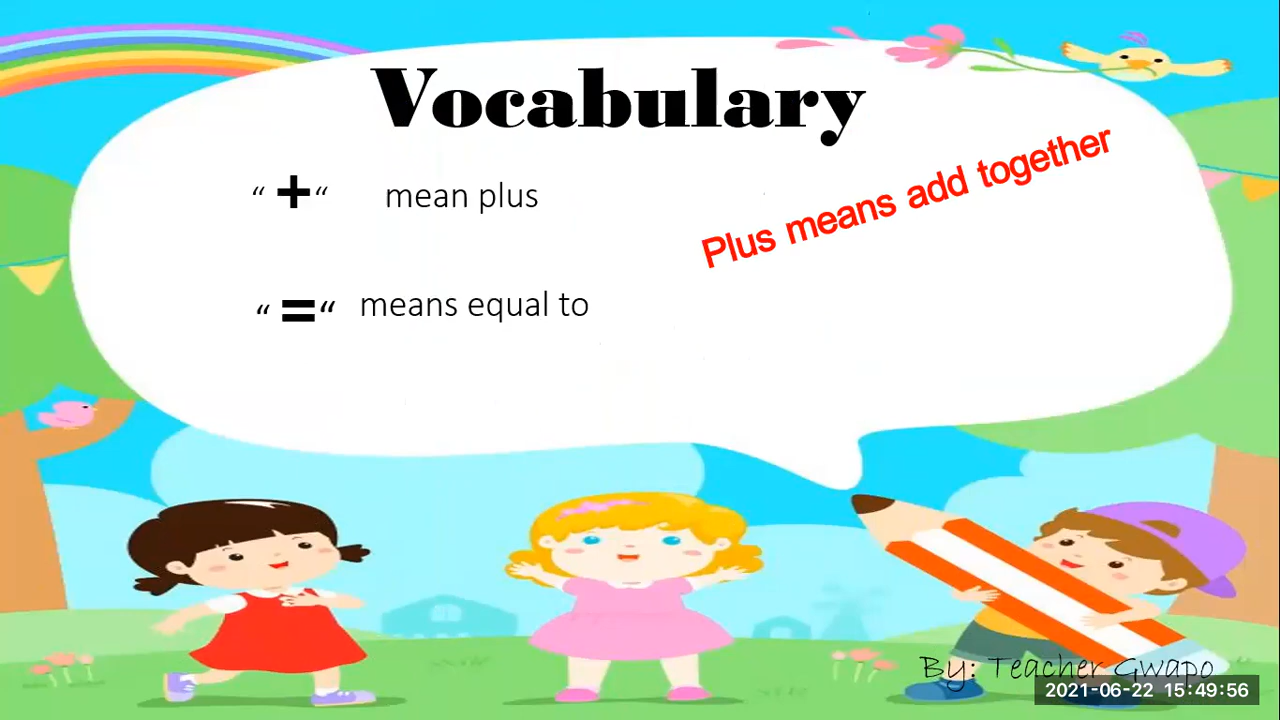 Vocabulary
“ + “ mean plus
Plus means add together
“ = “ means equal to
By: Teacher Gwapo
2021-06-22 15:49:56